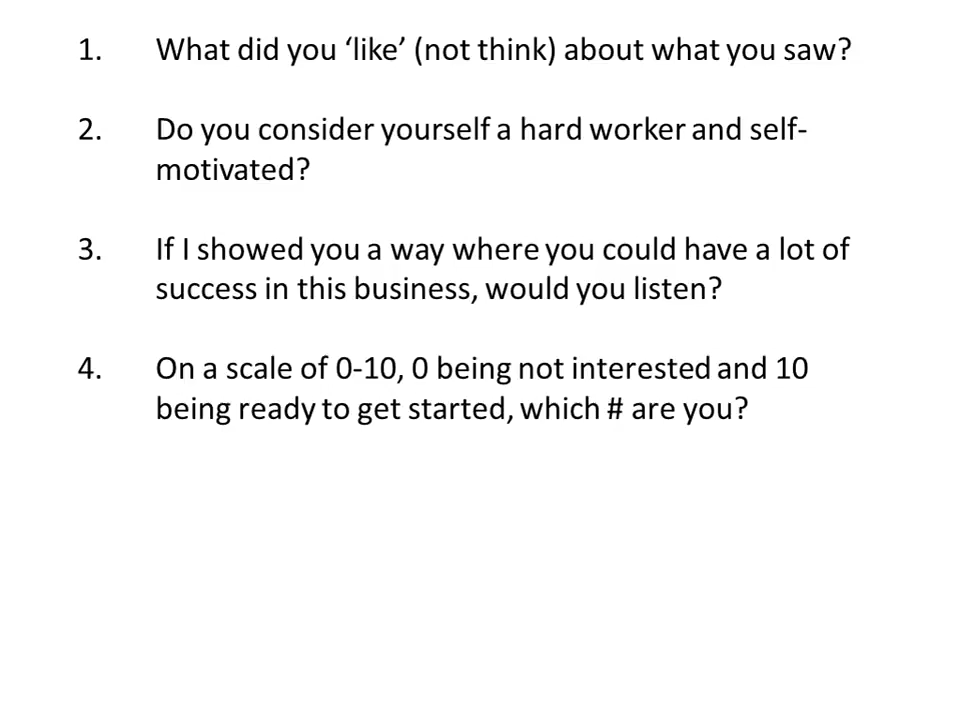 1. What did you ‘like’ (not think) about what you saw?
2. Do you consider yourself a hard worker and self-
motivated?
3. If I showed you a way where you could have a lot of
success in this business, would you listen?
4. On a scale of 0-10, 0 being not interested and 10
being ready to get started, which # are you?